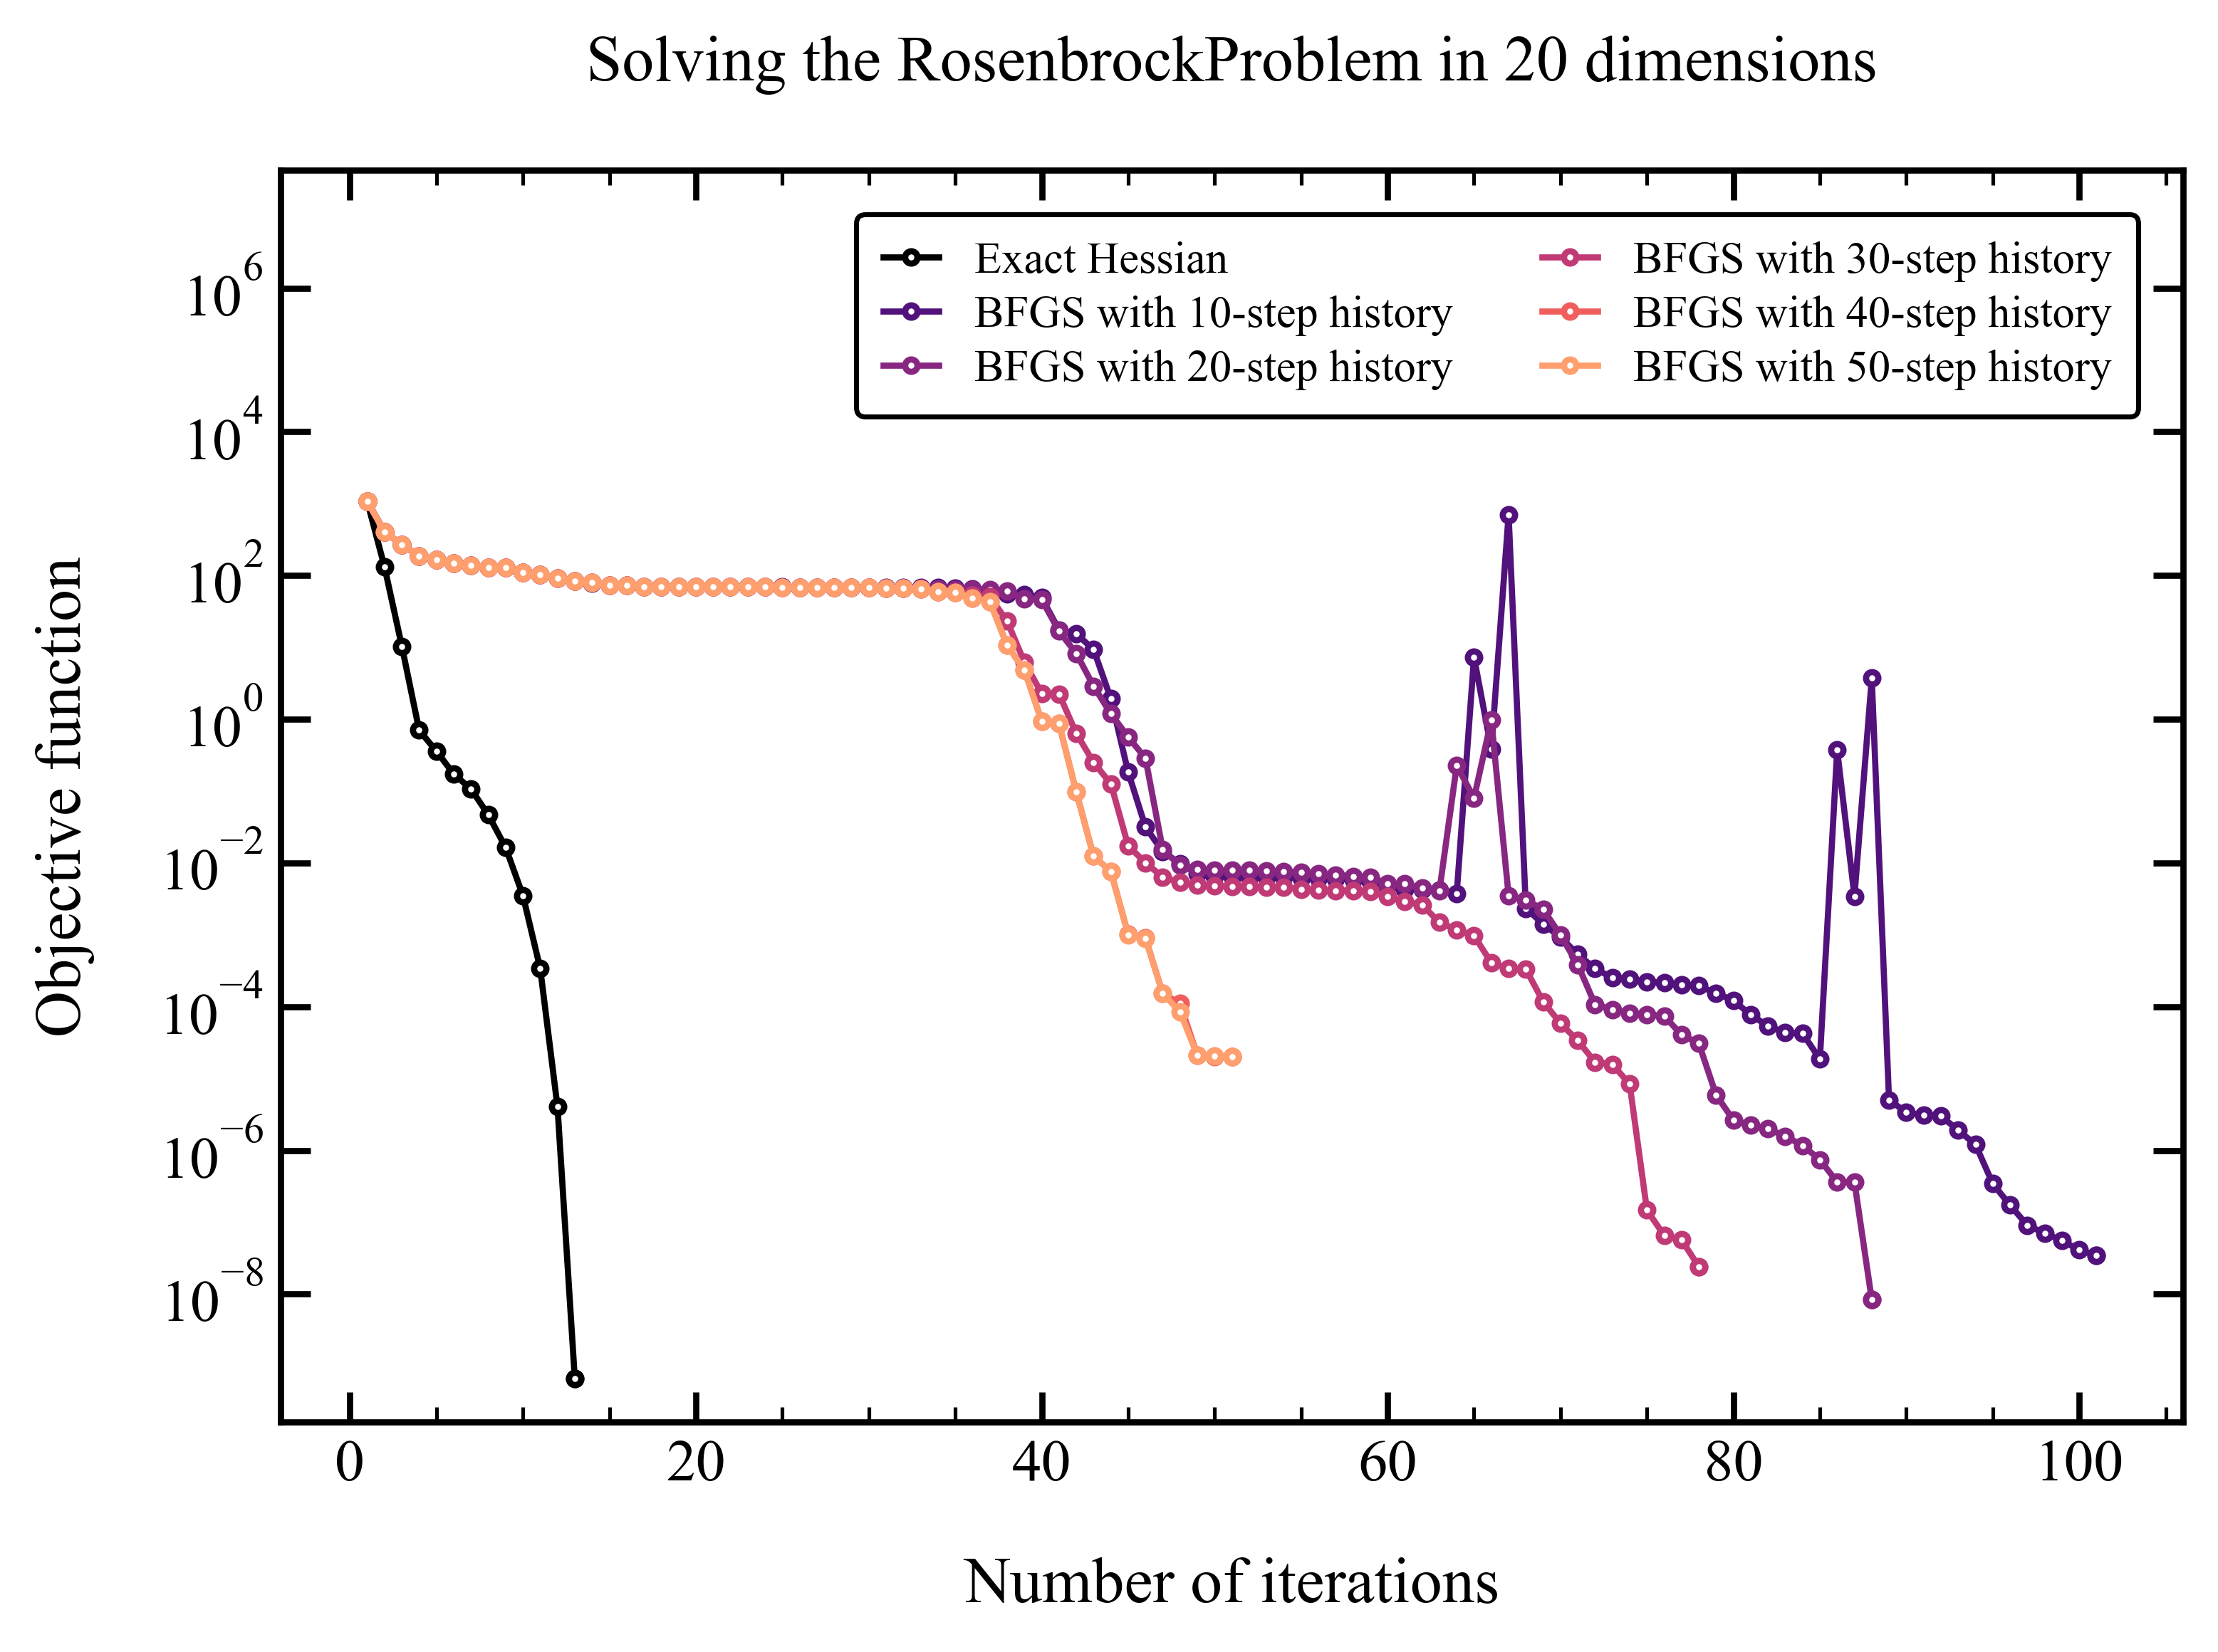 Solving the RosenbrockProblem in 20 dimensions
Exact Hessian
BFGS with 10-step history
BFGS with 20-step history
BFGS with 30-step history
BFGS with 40-step history
BFGS with 50-step history
Objective function
10^6
10^4
10^2
10^0
10^−2
10^−4
10^−6
10^−8
0 20 40 60 80 100
Number of iterations